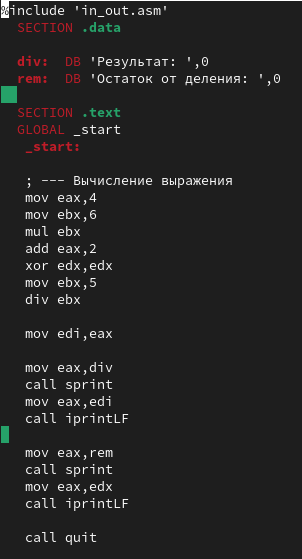 %include 'in_out.asm'
SECTION .data
div: DB 'Результат: ',0
rem: DB 'Остаток от деления: ',0
SECTION .text
GLOBAL _start
_start:
; --- Вычисление выражения
mov eax,4
mov ebx,6
mul ebx
add eax,2
xor edx,edx
mov ebx,5
div ebx
mov edi,eax
mov eax,div
call sprint
mov eax,edi
call iprintLF
mov eax,rem
call sprint
mov eax,edx
call iprintLF
call quit